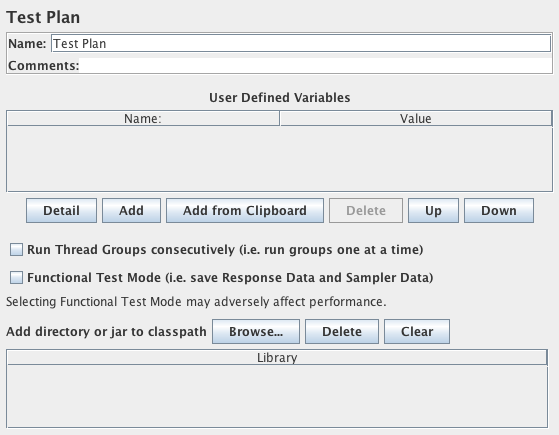 Test Plan
Name: Test Plan
Comments:
User Defined Variables
Name: Value
Detail Add Add from Clipboard Delete Up Down
Run Thread Groups consecutively (i.e. run groups one at a time)
Functional Test Mode (i.e. save Response Data and Sampler Data)
Selecting Functional Test Mode may adversely affect performance.
Add directory or jar to classpath Browse... Delete Clear
Library